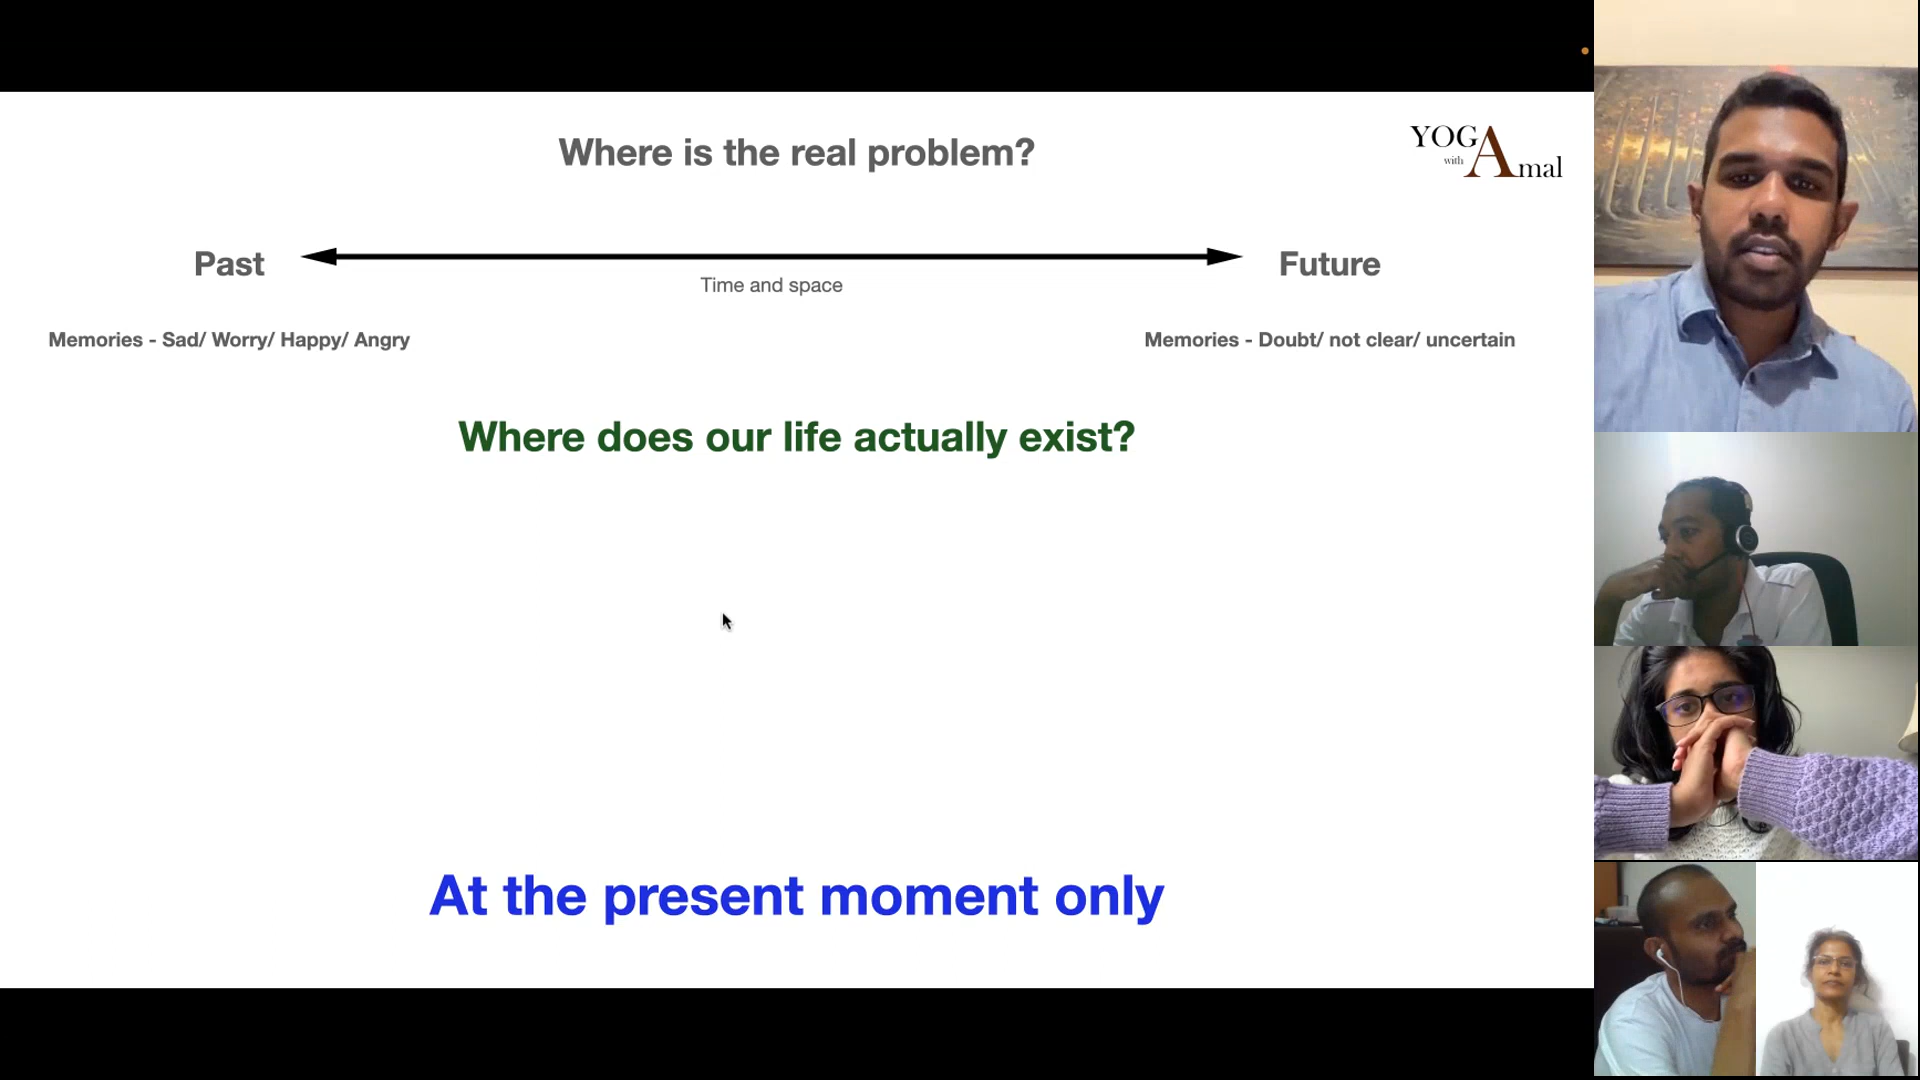 Where is the real problem?
YOGA
with Amal
Past
Future
Time and space
Memories - Sad/ Worry/ Happy/ Angry
Memories - Doubt/ not clear/ uncertain
Where does our life actually exist?
At the present moment only